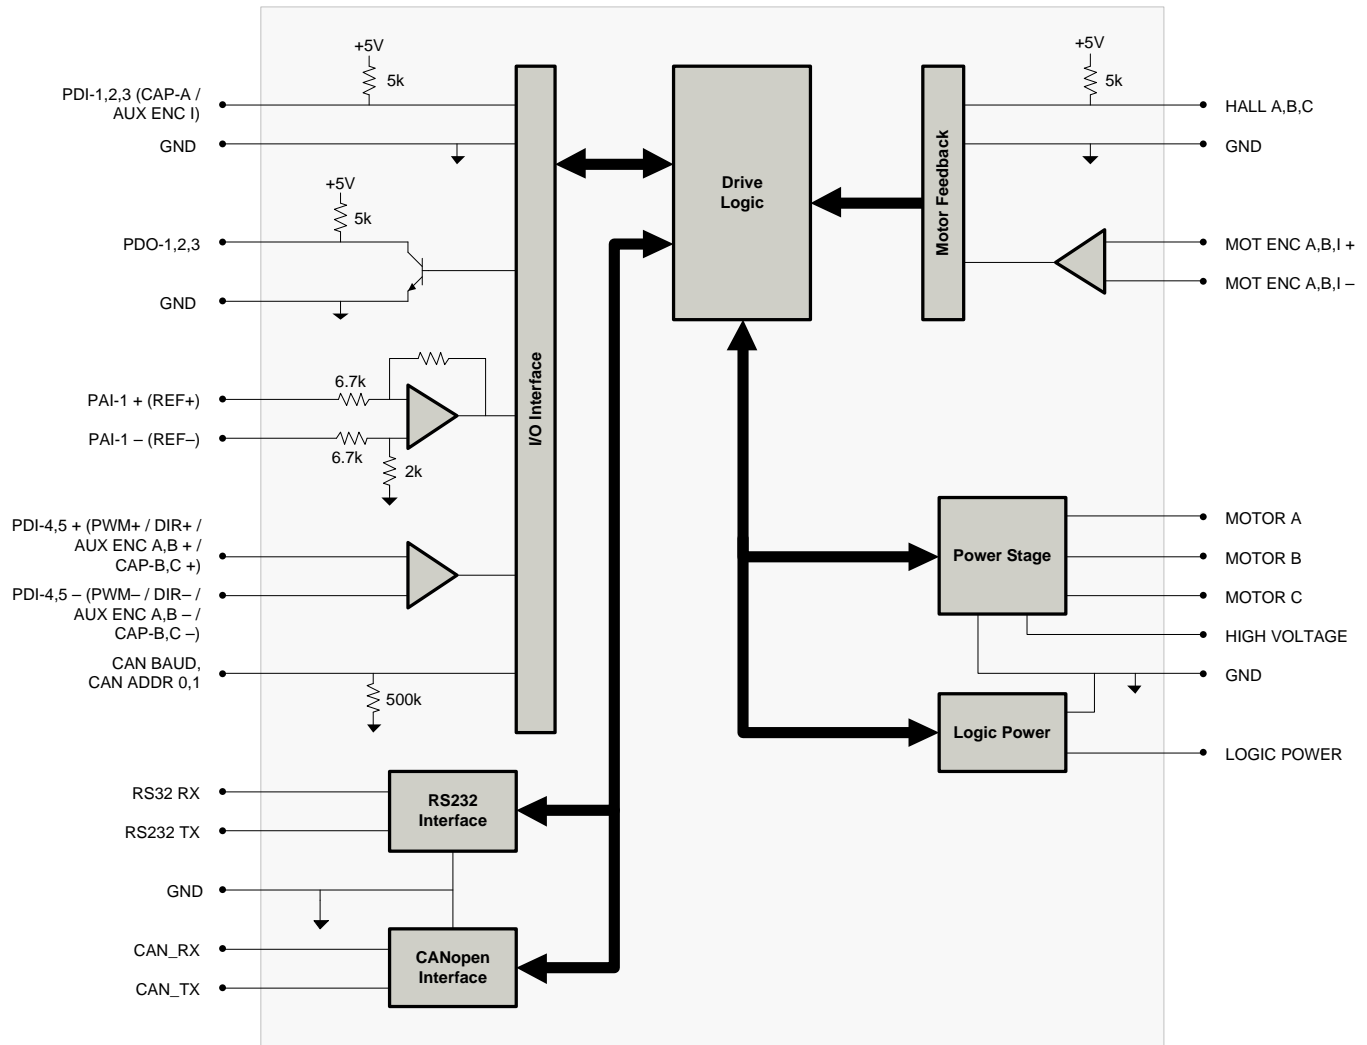 +5V
5k
PDI-1,2,3 (CAP-A /
AUX ENC I)
GND
+5V
5k
PDO-1,2,3
GND
6.7k
PAI-1 + (REF+)
PAI-1 – (REF–)
6.7k
2k
PDI-4,5 + (PWM+ / DIR+ /
AUX ENC A,B + /
CAP-B,C +)
PDI-4,5 – (PWM– / DIR– /
AUX ENC A,B – /
CAP-B,C –)
CAN BAUD,
CAN ADDR 0,1
500k
I/O Interface
RS32 RX
RS232 TX
RS232
Interface
GND
CAN_RX
CAN_TX
CANopen
Interface
Drive
Logic
Motor Feedback
+5V
5k
HALL A,B,C
GND
MOT ENC A,B,I +
MOT ENC A,B,I –
Power Stage
MOTOR A
MOTOR B
MOTOR C
HIGH VOLTAGE
GND
Logic Power
LOGIC POWER